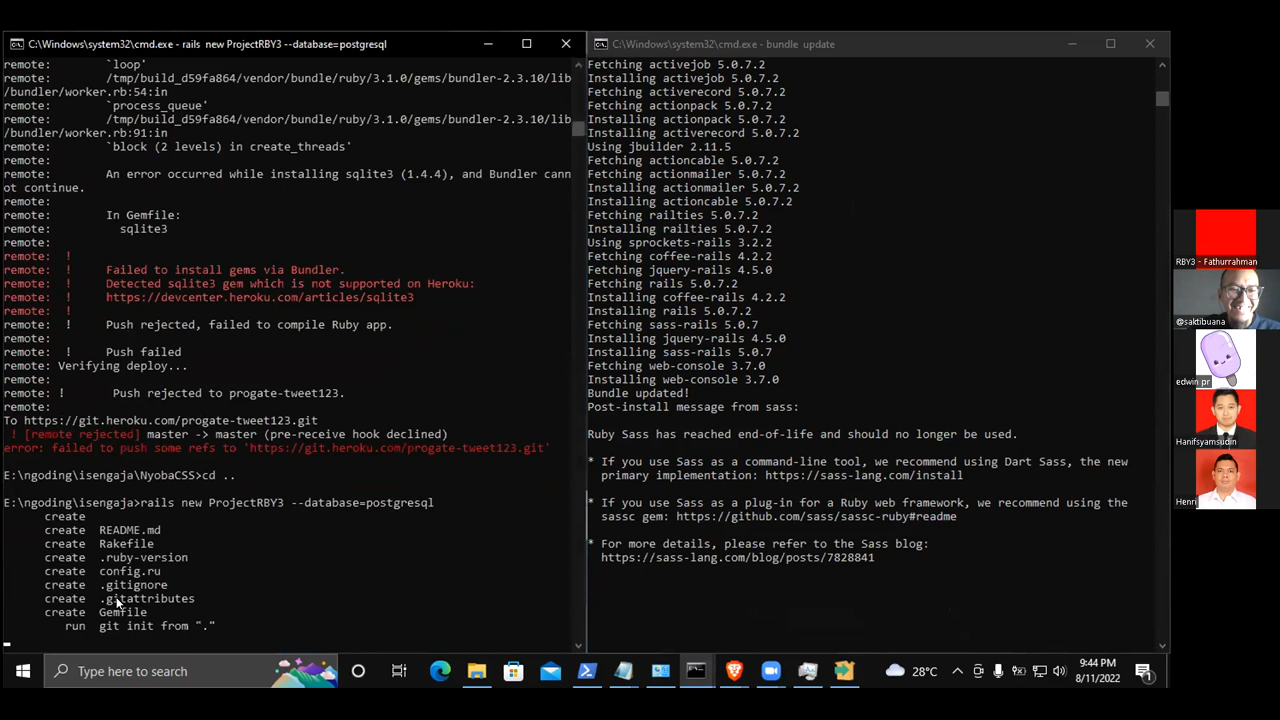 C:\Windows\system32\cmd.exe - rails  new ProjectRBY3 --database=postgresql
remote:       `loop'
remote:       /tmp/build_d59fa864/vendor/bundle/ruby/3.1.0/gems/bundler-2.3.10/lib
/bundler/worker.rb:54:in
remote:       `process_queue'
remote:       /tmp/build_d59fa864/vendor/bundle/ruby/3.1.0/gems/bundler-2.3.10/lib
/bundler/worker.rb:91:in
remote:       `block (2 levels) in create_threads'
remote:
remote:       An error occurred while installing sqlite3 (1.4.4), and Bundler cann
ot continue.
remote:
remote:       In Gemfile:
remote:         sqlite3
remote:
remote:  !
remote:  !    Failed to install gems via Bundler.
remote:  !    Detected sqlite3 gem which is not supported on Heroku:
remote:  !    https://devcenter.heroku.com/articles/sqlite3
remote:  !
remote:  !    Push rejected, failed to compile Ruby app.
remote:
remote:  !    Push failed
remote: Verifying deploy...
remote:
remote: !       Push rejected to progate-tweet123.
remote:
To https://git.heroku.com/progate-tweet123.git
! [remote rejected] master -> master (pre-receive hook declined)
error: failed to push some refs to 'https://git.heroku.com/progate-tweet123.git'
E:\ngoding\isengaja\NyobaCSS>cd ..
E:\ngoding\isengaja>rails new ProjectRBY3 --database=postgresql
create
create  README.md
create  Rakefile
create  .ruby-version
create  config.ru
create  .gitignore
create  .gitattributes
create  Gemfile
run  git init from "."
C:\Windows\system32\cmd.exe - bundle  update
Fetching activejob 5.0.7.2
Installing activejob 5.0.7.2
Fetching activerecord 5.0.7.2
Fetching actionpack 5.0.7.2
Installing actionpack 5.0.7.2
Installing activerecord 5.0.7.2
Using jbuilder 2.11.5
Fetching actioncable 5.0.7.2
Fetching actionmailer 5.0.7.2
Installing actionmailer 5.0.7.2
Installing actioncable 5.0.7.2
Fetching railties 5.0.7.2
Installing railties 5.0.7.2
Using sprockets-rails 3.2.2
Fetching coffee-rails 4.2.2
Fetching jquery-rails 4.5.0
Fetching rails 5.0.7.2
Installing coffee-rails 4.2.2
Installing rails 5.0.7.2
Fetching sass-rails 5.0.7
Installing jquery-rails 4.5.0
Installing sass-rails 5.0.7
Fetching web-console 3.7.0
Installing web-console 3.7.0
Bundle updated!
Post-install message from sass:
Ruby Sass has reached end-of-life and should no longer be used.
* If you use Sass as a command-line tool, we recommend using Dart Sass, the new
primary implementation: https://sass-lang.com/install
* If you use Sass as a plug-in for a Ruby web framework, we recommend using the
sassc gem: https://github.com/sass/sassc-ruby#readme
* For more details, please refer to the Sass blog:
https://sass-lang.com/blog/posts/7828841
RBY3 - Fathurrahman
@saktibuana
edwin pr
Hanifsyamsudin
Henri
Type here to search
28°C
9:44 PM
8/11/2022
1